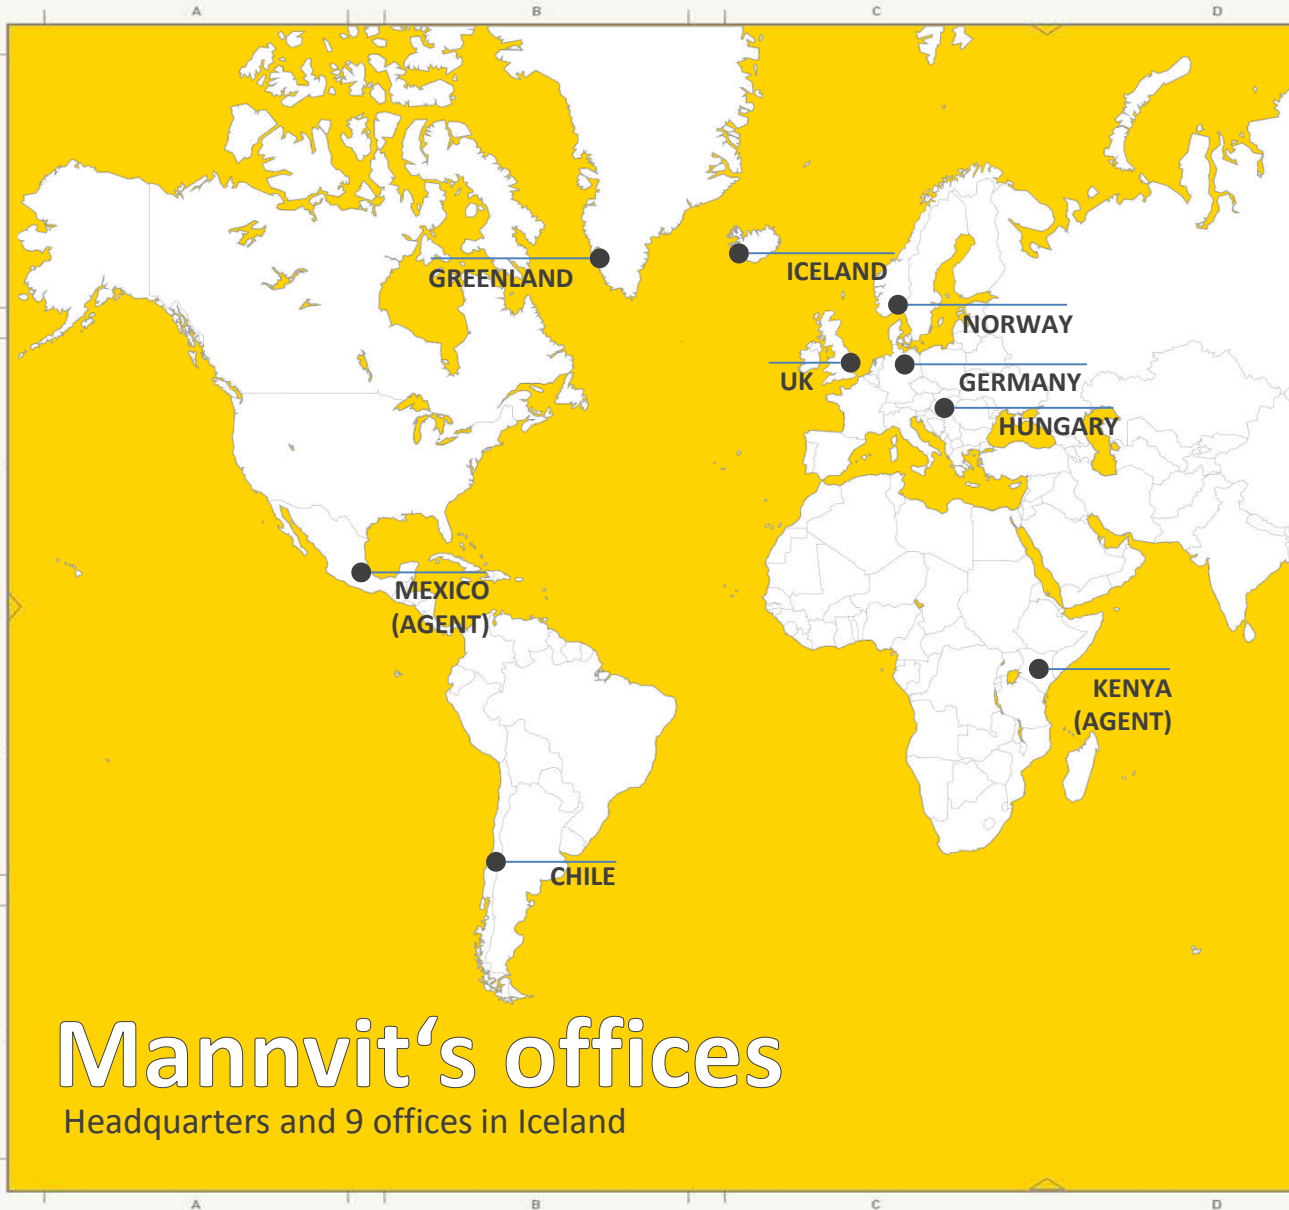 A B C D
GREENLAND
ICELAND
NORWAY
UK
GERMANY
HUNGARY
MEXICO
(AGENT)
KENYA
(AGENT)
CHILE
Mannvit‘s offices
Headquarters and 9 offices in Iceland
A B C D